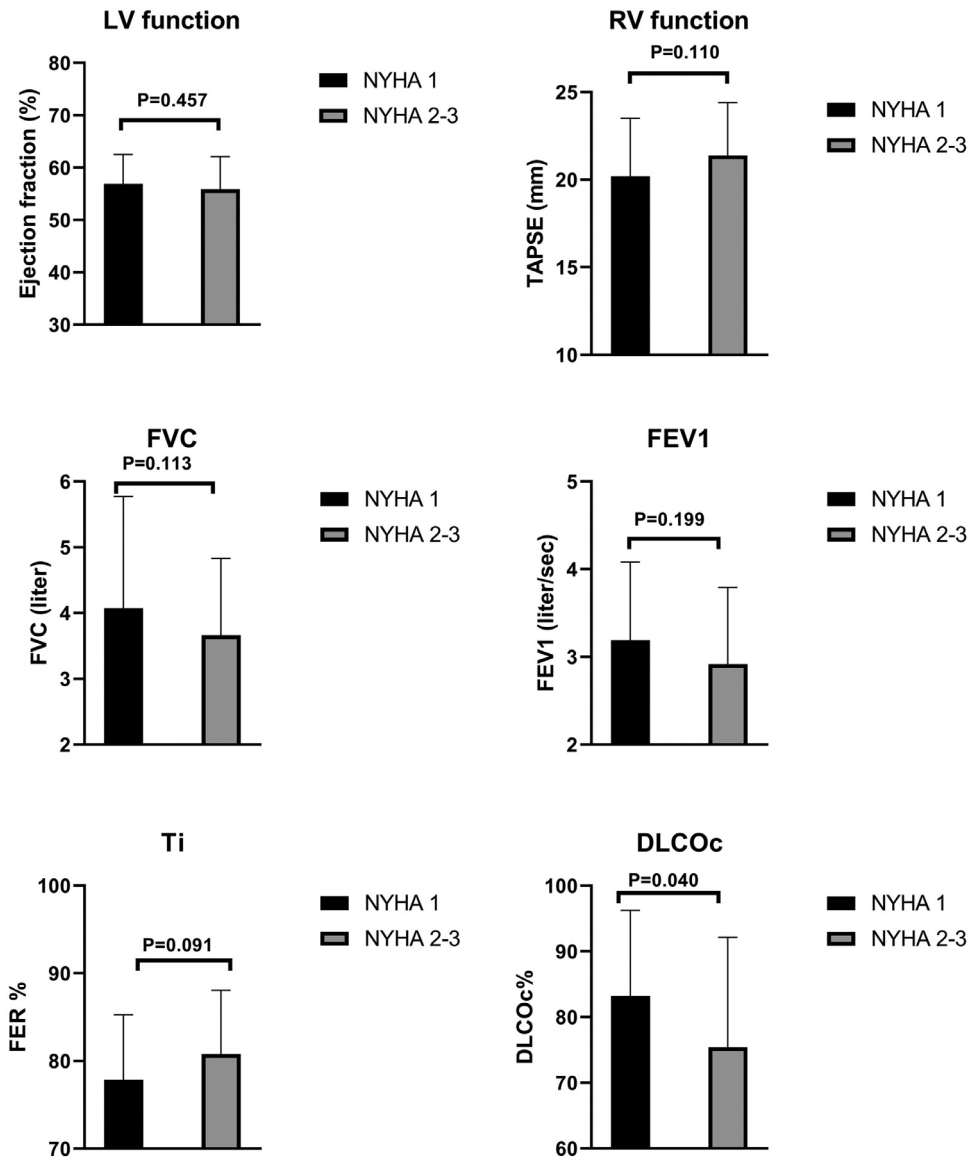 LV function
P=0.457
NYHA 1
NYHA 2-3
Ejection fraction (%)
80
70
60
50
40
30
RV function
P=0.110
NYHA 1
NYHA 2-3
TAPSE (mm)
25
20
15
10
FVC
P=0.113
NYHA 1
NYHA 2-3
FVC (liter)
6
5
4
3
2
FEV1
P=0.199
NYHA 1
NYHA 2-3
FEV1 (liter/sec)
5
4
3
2
Ti
P=0.091
NYHA 1
NYHA 2-3
FER %
100
90
80
70
DLCOc
P=0.040
NYHA 1
NYHA 2-3
DLCOc%
100
90
80
70
60